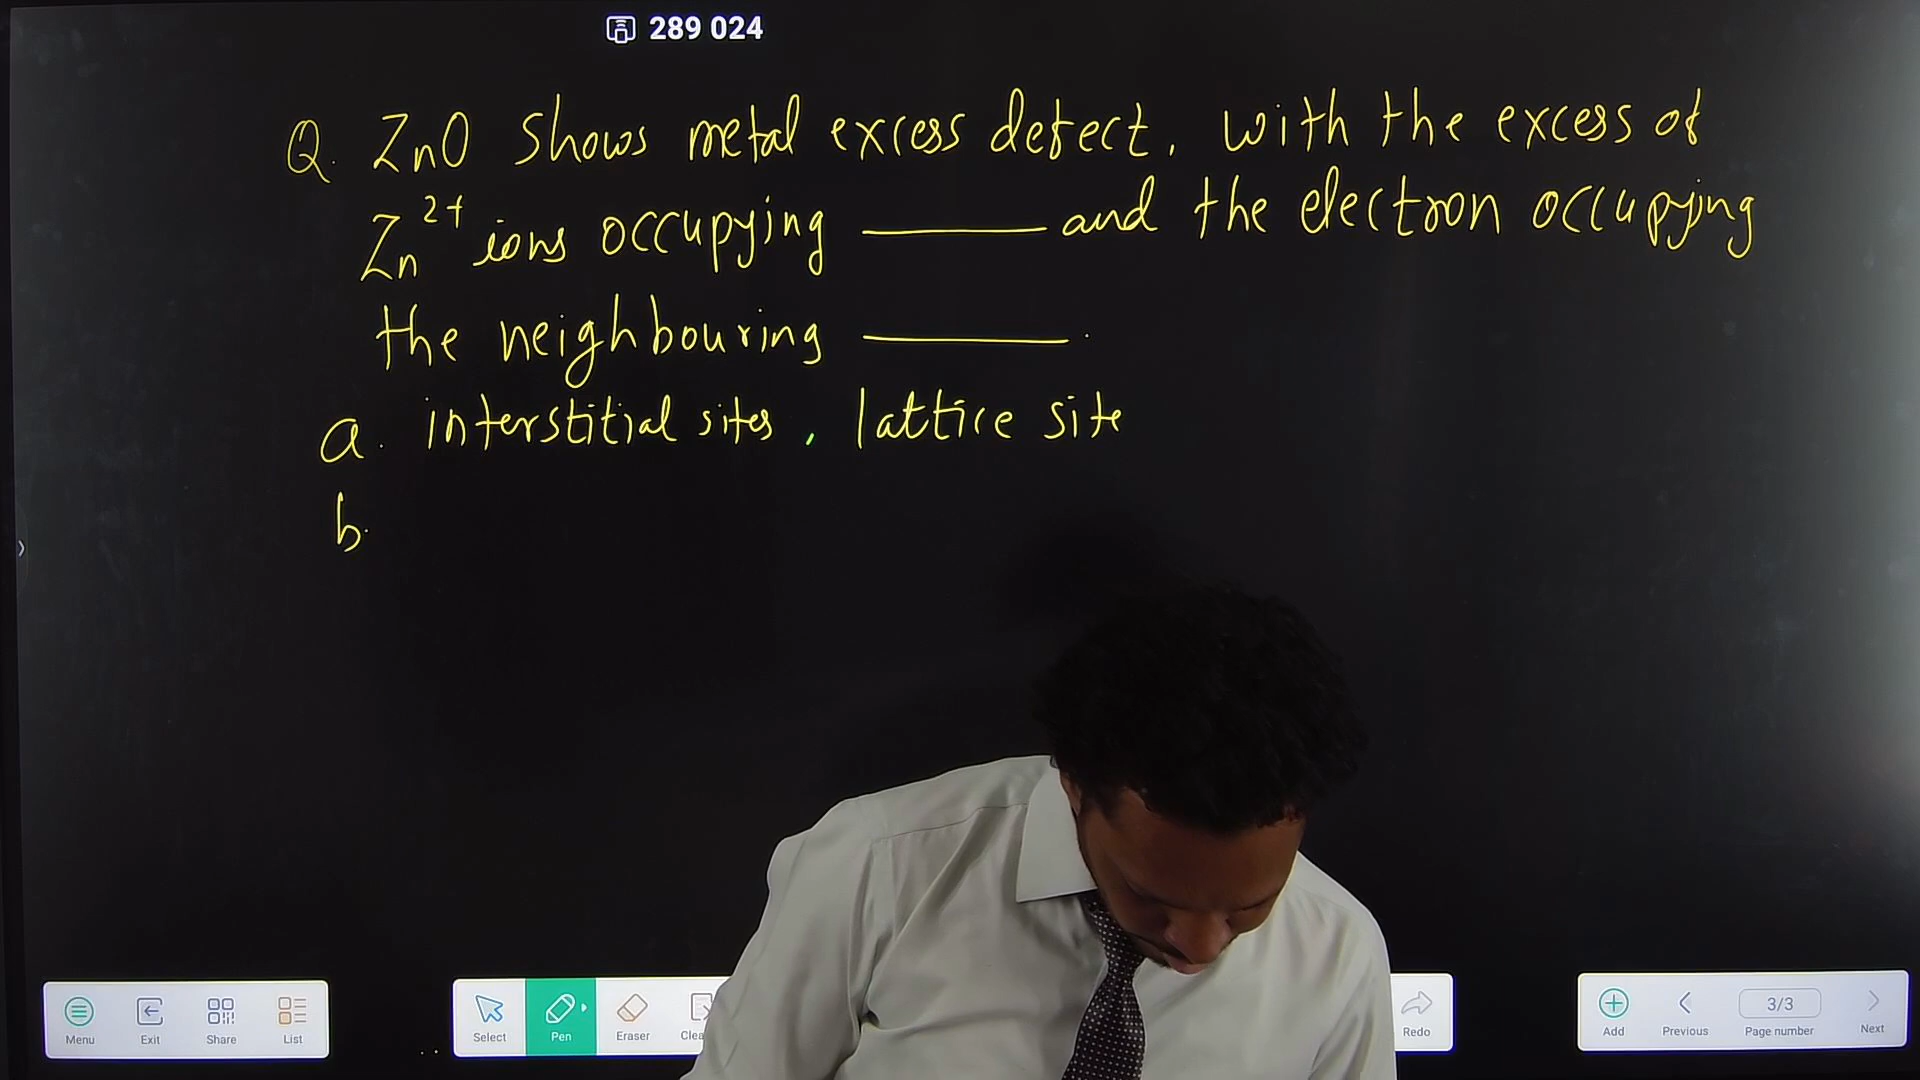 289 024
Q. ZnO shows metal excess defect, with the excess of
Zn2+ ions occupying ______ and the electron occupying
the neighbouring ______.
a. interstitial sites, lattice site
b.
Menu Exit Share List Select Pen Eraser Clea Redo Add Previous 3/3 Page number Next